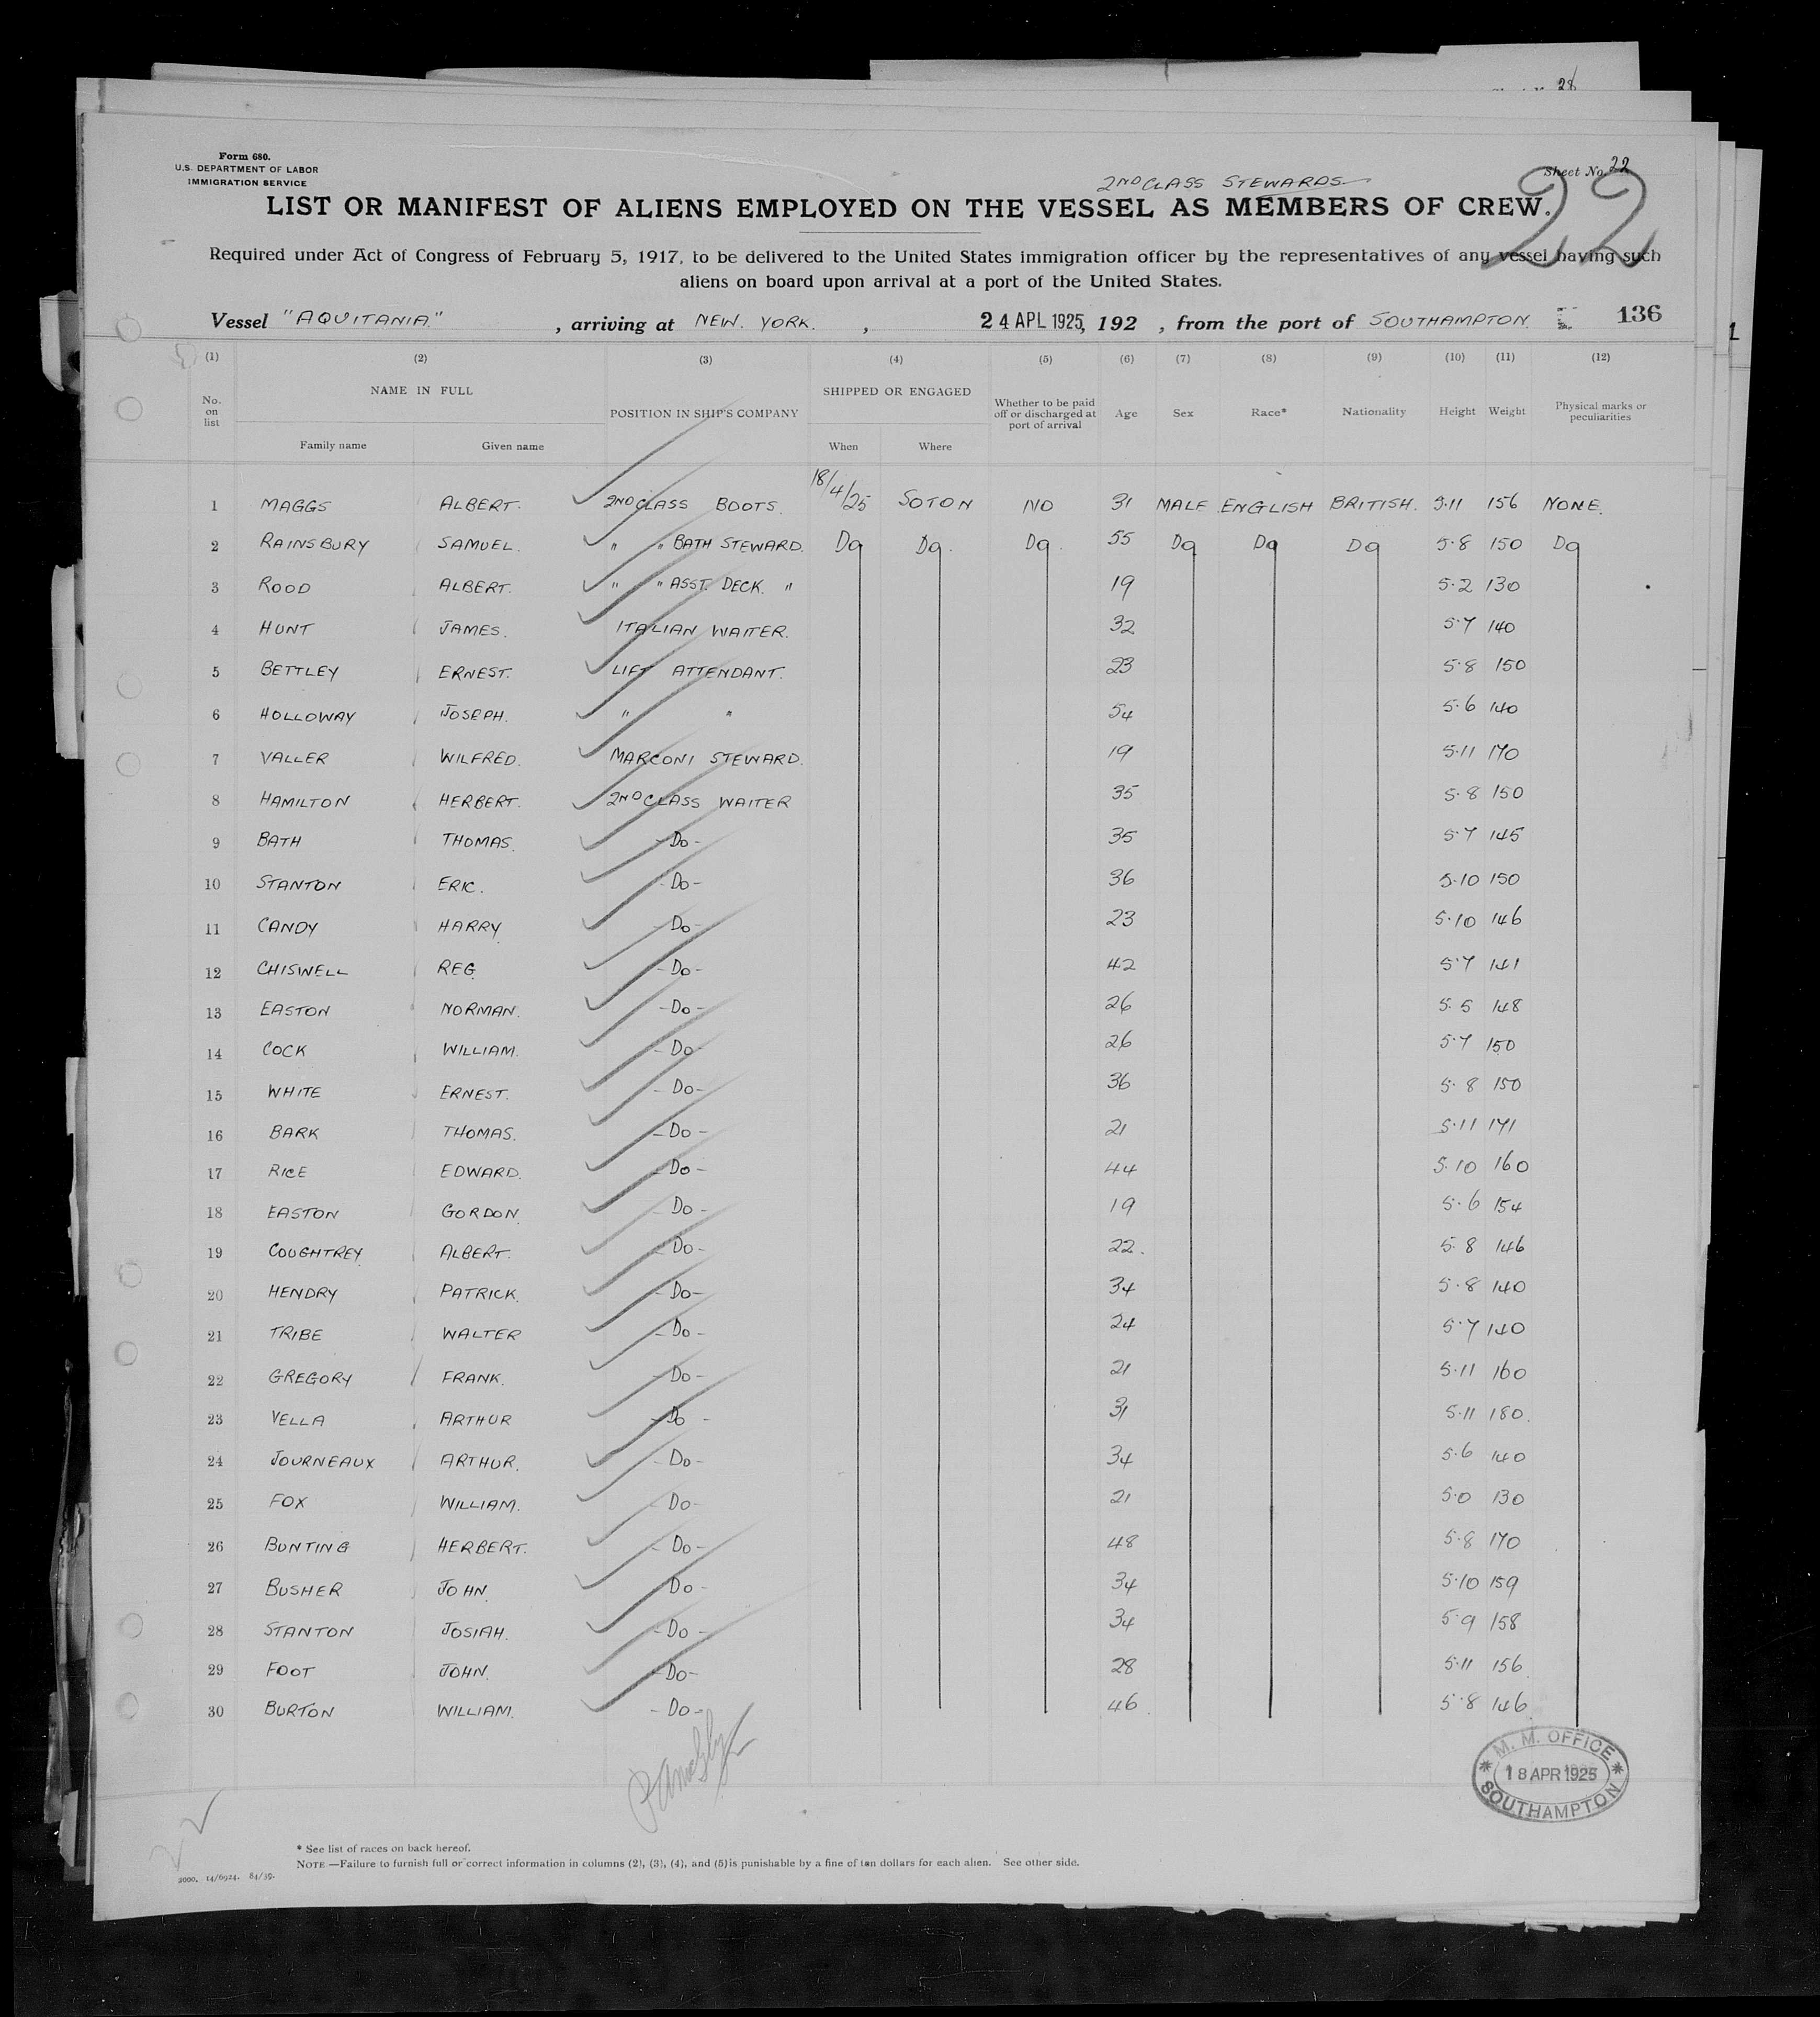 38
Form 680.
U.S. DEPARTMENT OF LABOR
IMMIGRATION SERVICE
Sheet No. 22
22
2ND CLASS STEWARDS
LIST OR MANIFEST OF ALIENS EMPLOYED ON THE VESSEL AS MEMBERS OF CREW.
Required under Act of Congress of February 5, 1917, to be delivered to the United States immigration officer by the representatives of any vessel having such
aliens on board upon arrival at a port of the United States.
Vessel "AQUITANIA" , arriving at NEW. YORK. , 24 APL 1925, 192 , from the port of SOUTHAMPTON. 136
(1) (2) (3) (4) (5) (6) (7) (8) (9) (10) (11) (12)
No. on list NAME IN FULL POSITION IN SHIP'S COMPANY SHIPPED OR ENGAGED Whether to be paid off or discharged at port of arrival Age Sex Race* Nationality Height Weight Physical marks or peculiarities
Family name Given name When Where
1 MAGGS ALBERT. 2ND CLASS BOOTS. 18/4/25 SOTON NO 31 MALE ENGLISH BRITISH. 5.11 156 NONE.
2 RAINSBURY SAMUEL. " " BATH STEWARD. Do Do. Do. 55 Do Do Do 5.8 150 Do
3 ROOD ALBERT. " " ASST. DECK. " 19 5.2 130
4 HUNT JAMES. ITALIAN WAITER. 32 5.7 140
5 BETTLEY ERNEST. LIFT ATTENDANT. 23 5.8 150
6 HOLLOWAY JOSEPH. " " 54 5.6 140
7 VALLER WILFRED. MARCONI STEWARD. 19 5.11 170
8 HAMILTON HERBERT. 2ND CLASS WAITER 35 5.8 150
9 BATH THOMAS. -Do- 35 5.7 145
10 STANTON ERIC. -Do- 36 5.10 150
11 CANDY HARRY -Do- 23 5.10 146
12 CHISWELL REG. -Do- 42 5.7 141
13 EASTON NORMAN. -Do- 26 5.5 148
14 COCK WILLIAM. -Do- 26 5.7 150
15 WHITE ERNEST. -Do- 36 5.8 150
16 BARK THOMAS. -Do- 21 5.11 171
17 RICE EDWARD. -Do- 44 5.10 160
18 EASTON GORDON. -Do- 19 5.6 154
19 COUGHTREY ALBERT. -Do- 22. 5.8 146
20 HENDRY PATRICK. -Do- 34 5.8 140
21 TRIBE WALTER -Do- 24 5.7 140
22 GREGORY FRANK. -Do- 21 5.11 160
23 VELLA ARTHUR -Do- 31 5.11 180.
24 JOURNEAUX ARTHUR. -Do- 34 5.6 140
25 FOX WILLIAM. -Do- 21 5.0 130
26 BUNTING HERBERT. -Do- 48 5.8 170
27 BUSHER JOHN. Do- 34 5.10 159
28 STANTON JOSIAH. -Do- 34 5.9 158
29 FOOT JOHN. -Do- 28 5.11 156.
30 BURTON WILLIAM. -Do- 46. 5.8 146.
* M. M. OFFICE *
18 APR 1925
SOUTHAMPTON
22
* See list of races on back hereof.
NOTE —Failure to furnish full or correct information in columns (2), (3), (4), and (5) is punishable by a fine of ten dollars for each alien. See other side.